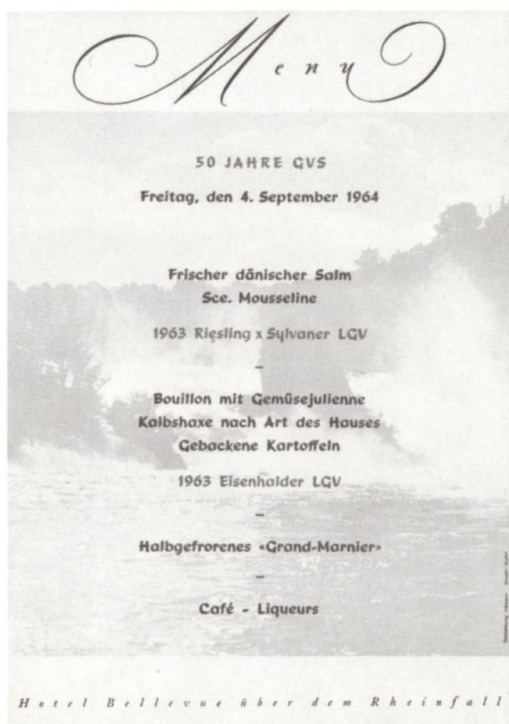 Menu
50 JAHRE GVS
Freitag, den 4. September 1964
Frischer dänischer Salm
Sce. Mousseline
1963 Riesling x Sylvaner LGV
–
Bouillon mit Gemüsejulienne
Kalbshaxe nach Art des Hauses
Gebackene Kartoffeln
1963 Eisenhalder LGV
–
Halbgefrorenes «Grand-Marnier»
–
Café - Liqueurs
Hotel Bellevue über dem Rheinfall